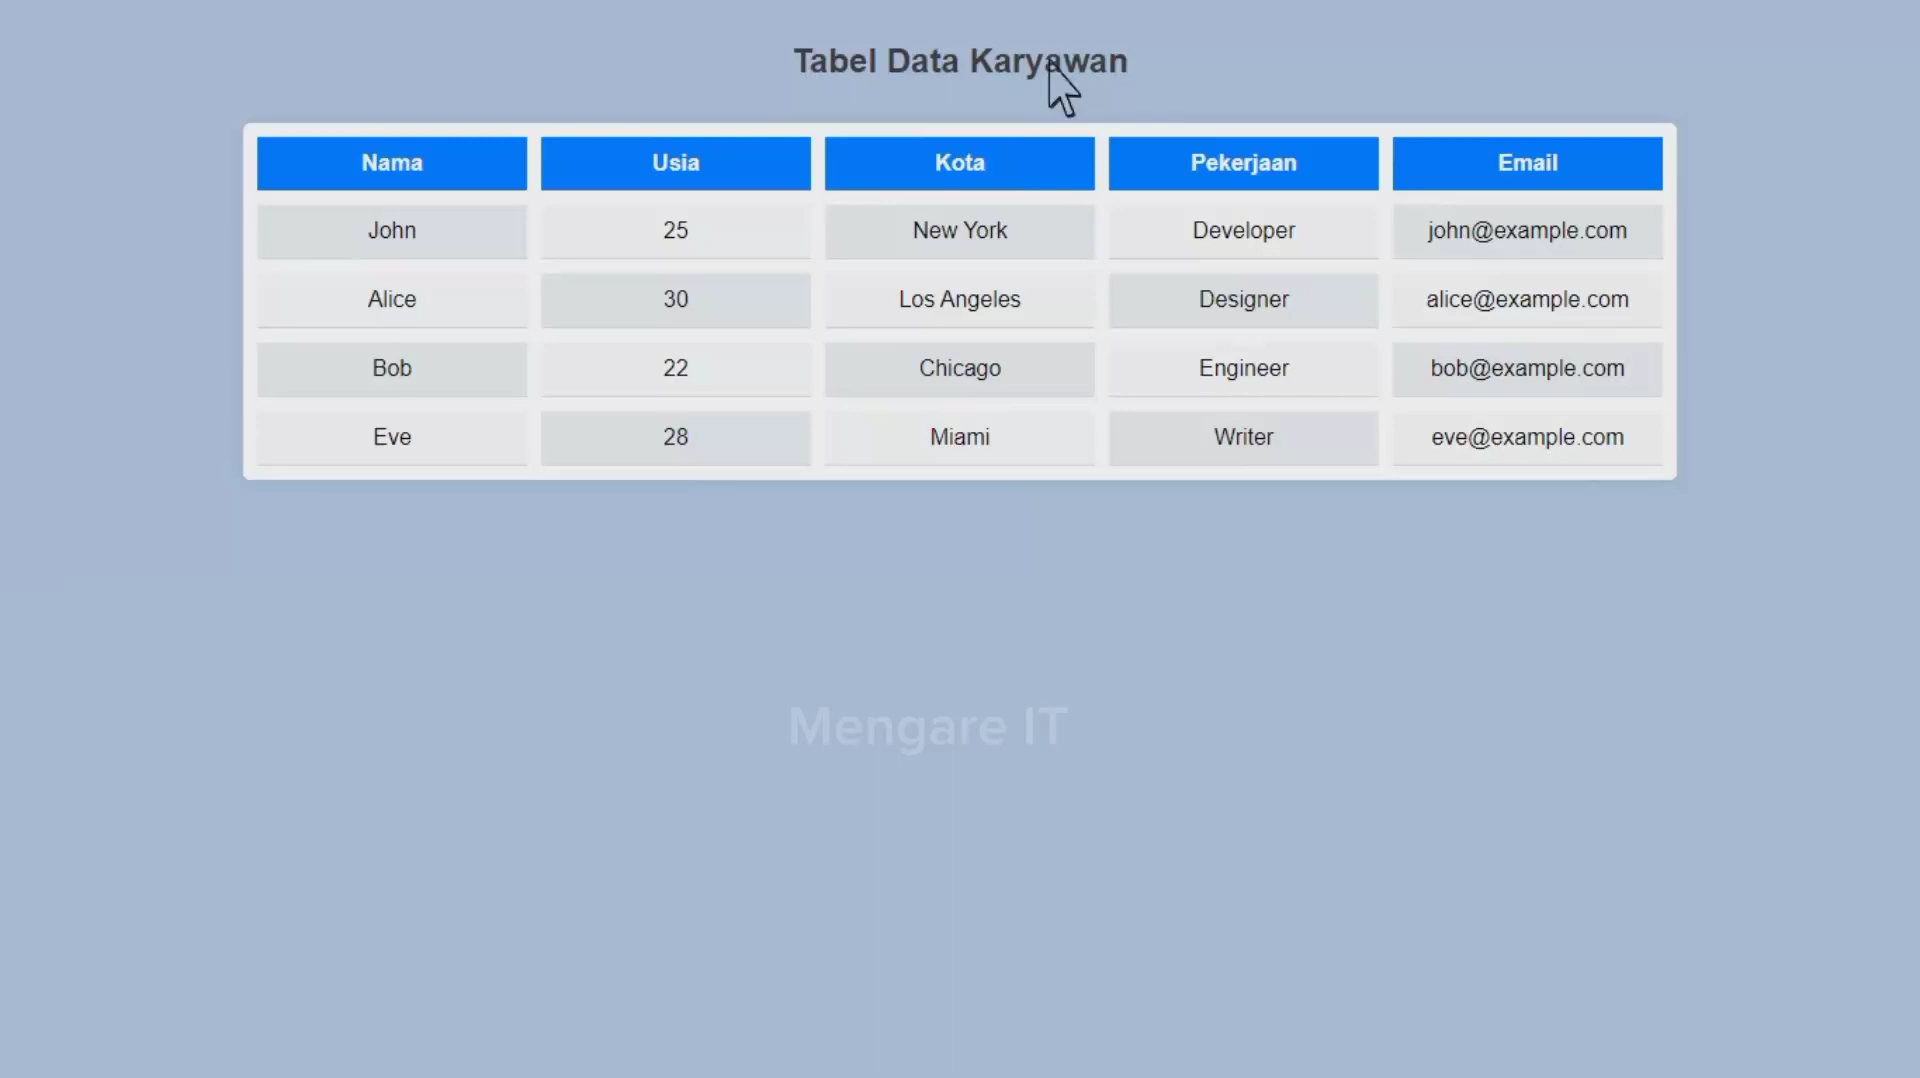 Tabel Data Karyawan
Nama Usia Kota Pekerjaan Email
John 25 New York Developer john@example.com
Alice 30 Los Angeles Designer alice@example.com
Bob 22 Chicago Engineer bob@example.com
Eve 28 Miami Writer eve@example.com
Mengare IT